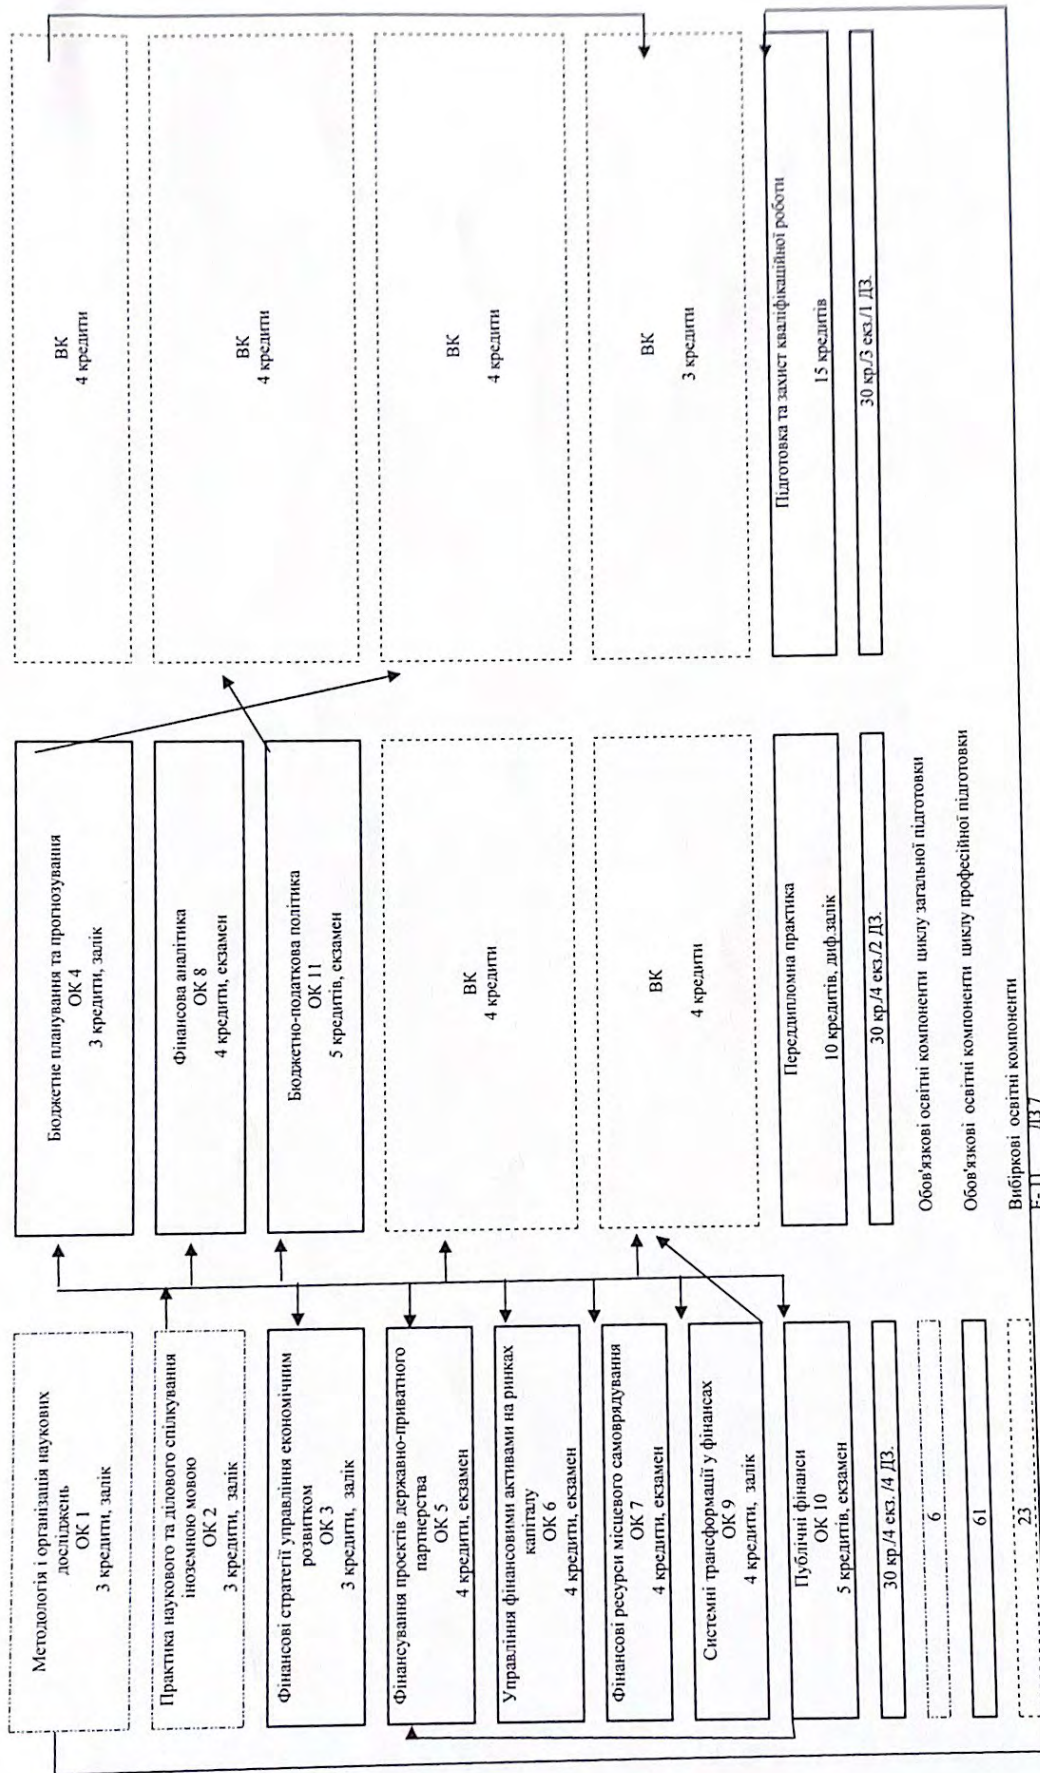 Методологія і організація наукових
досліджень
ОК 1
3 кредити, залік
Практика наукового та ділового спілкування
іноземною мовою
ОК 2
3 кредити, залік
Фінансові стратегії управління економічним
розвитком
ОК 3
3 кредити, залік
Фінансування проектів державно-приватного
партнерства
ОК 5
4 кредити, екзамен
Управління фінансовими активами на ринках
капіталу
ОК 6
4 кредити, екзамен
Фінансові ресурси місцевого самоврядування
ОК 7
4 кредити, екзамен
Системні трансформації у фінансах
ОК 9
4 кредити, залік
Публічні фінанси
ОК 10
5 кредитів, екзамен
30 кр./4 екз. /4 ДЗ.
6
61
23
Бюджетне планування та прогнозування
ОК 4
3 кредити, залік
Фінансова аналітика
ОК 8
4 кредити, екзамен
Бюджетно-податкова політика
ОК 11
5 кредитів, екзамен
ВК
4 кредити
ВК
4 кредити
Переддипломна практика
10 кредитів, диф.залік
30 кр./4 екз./2 ДЗ.
Обов'язкові освітні компоненти циклу загальної підготовки
Обов'язкові освітні компоненти циклу професійної підготовки
Вибіркові освітні компоненти
ВК
4 кредити
ВК
4 кредити
ВК
4 кредити
ВК
3 кредити
Підготовка та захист кваліфікаційної роботи
15 кредитів
30 кр./3 екз./1 ДЗ.